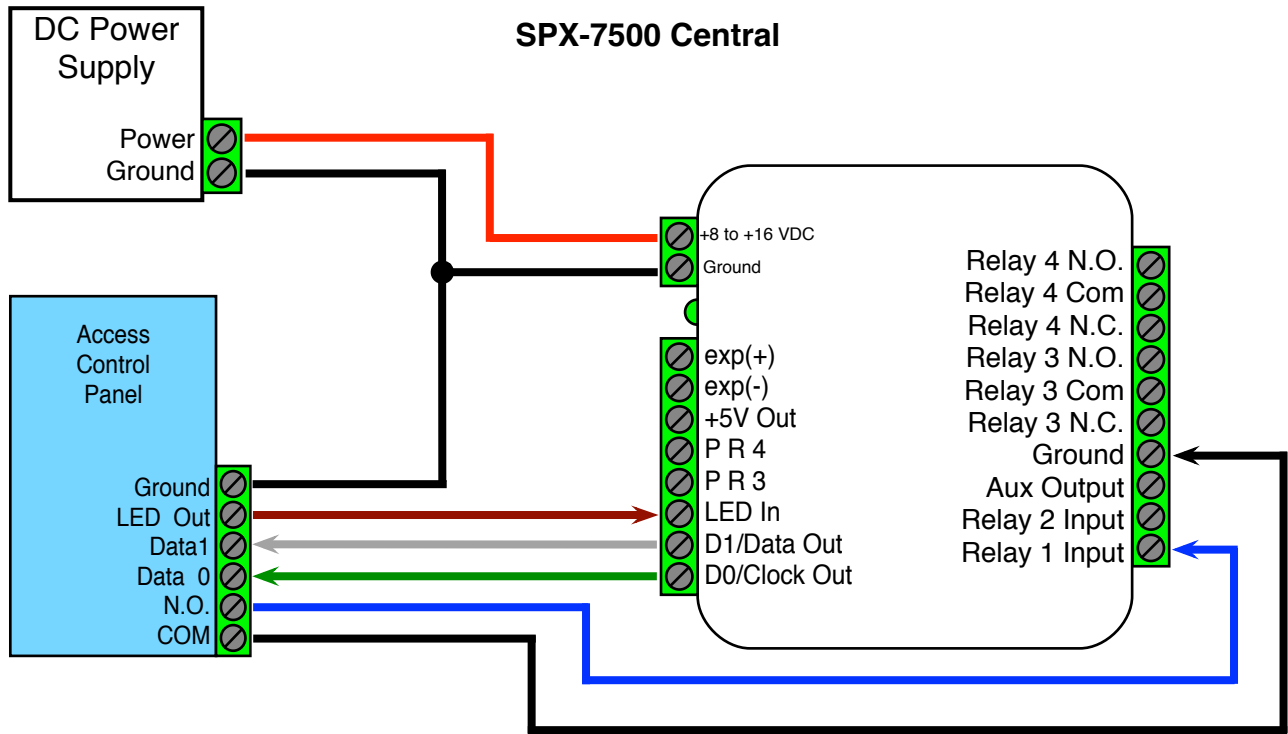 DC Power
Supply
Power
Ground
SPX-7500 Central
+8 to +16 VDC
Ground
exp(+)
exp(-)
+5V Out
P R 4
P R 3
LED In
D1/Data Out
D0/Clock Out
Relay 4 N.O.
Relay 4 Com
Relay 4 N.C.
Relay 3 N.O.
Relay 3 Com
Relay 3 N.C.
Ground
Aux Output
Relay 2 Input
Relay 1 Input
Access
Control
Panel
Ground
LED Out
Data1
Data 0
N.O.
COM